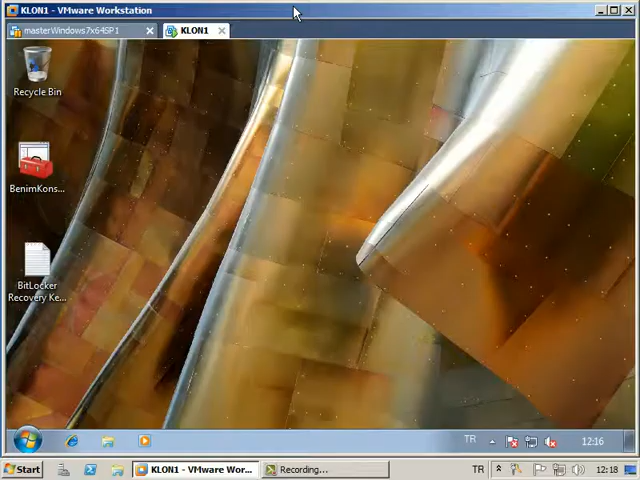 KLON1 - VMware Workstation
masterWindows7x64SP1
KLON1
Recycle Bin
BenimKons...
BitLocker
Recovery Ke...
TR
12:16
Start
KLON1 - VMware Wor...
Recording...
TR
12:18